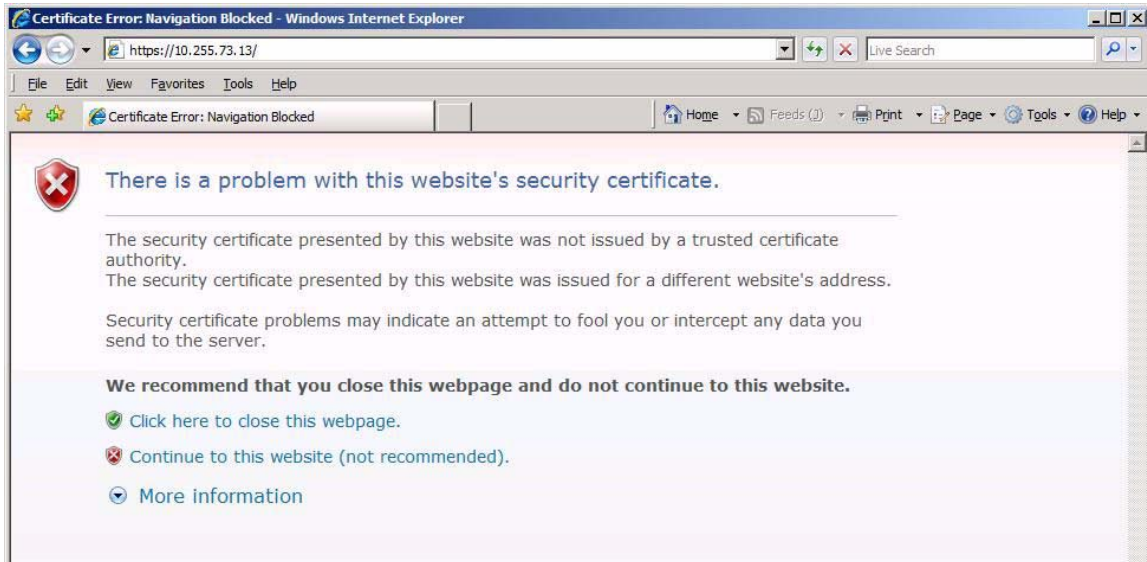 Certificate Error: Navigation Blocked - Windows Internet Explorer
https://10.255.73.13/
Live Search
File Edit View Favorites Tools Help
Certificate Error: Navigation Blocked
Home Feeds (J) Print Page Tools Help
There is a problem with this website's security certificate.
The security certificate presented by this website was not issued by a trusted certificate
authority.
The security certificate presented by this website was issued for a different website's address.
Security certificate problems may indicate an attempt to fool you or intercept any data you
send to the server.
We recommend that you close this webpage and do not continue to this website.
Click here to close this webpage.
Continue to this website (not recommended).
More information